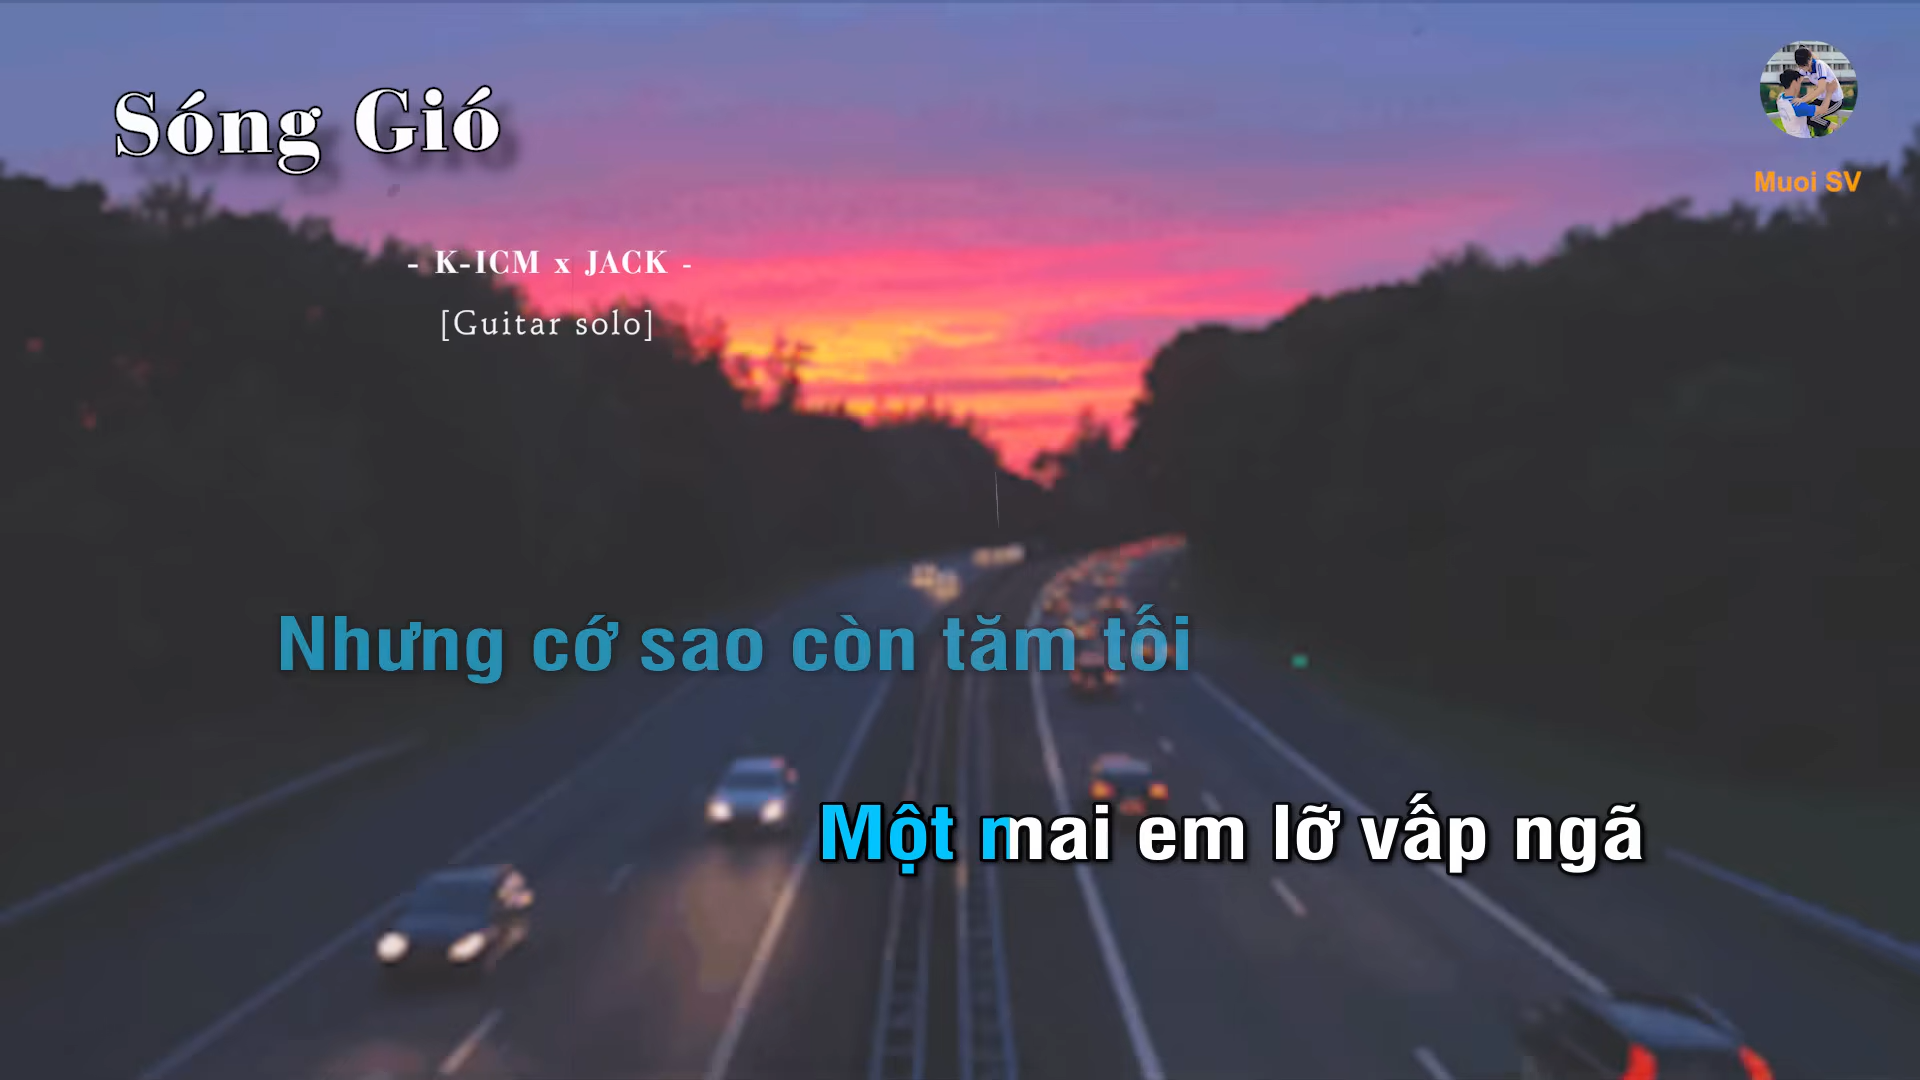 Sóng Gió
Muoi SV
- K-ICM x JACK -
[Guitar solo]
Nhưng cớ sao còn tăm tối
Một mai em lỡ vấp ngã